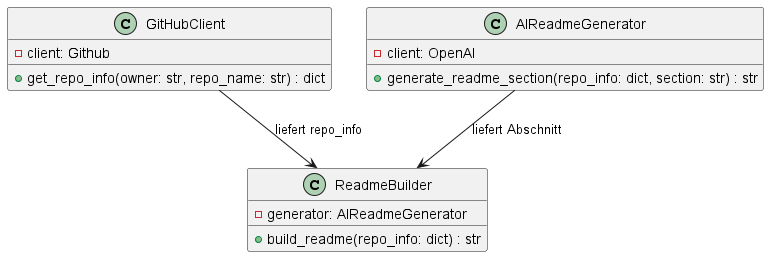 C GitHubClient
client: Github
get_repo_info(owner: str, repo_name: str) : dict
C AIReadmeGenerator
client: OpenAI
generate_readme_section(repo_info: dict, section: str) : str
liefert repo_info
liefert Abschnitt
C ReadmeBuilder
generator: AIReadmeGenerator
build_readme(repo_info: dict) : str